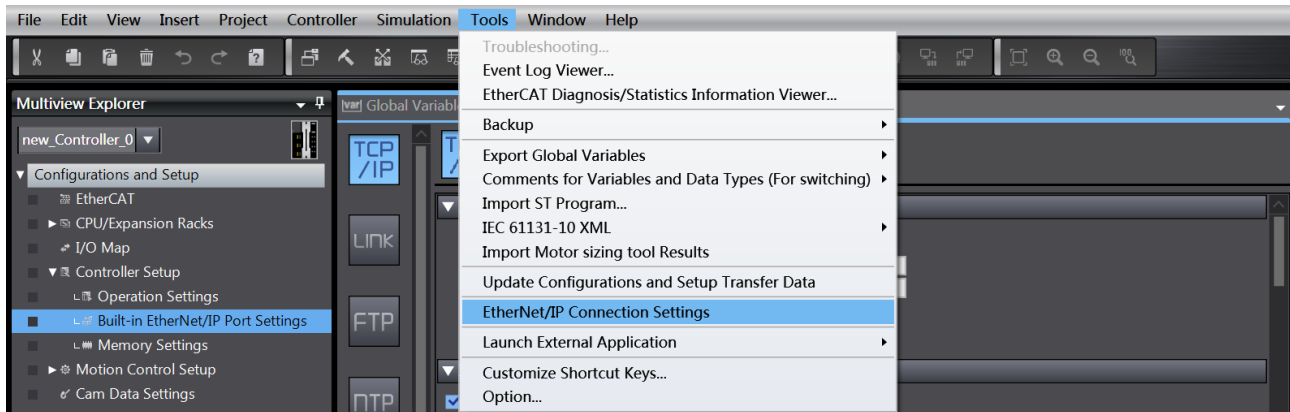 File Edit View Insert Project Controller Simulation Tools Window Help
Troubleshooting...
Event Log Viewer...
EtherCAT Diagnosis/Statistics Information Viewer...
Backup
Export Global Variables
Comments for Variables and Data Types (For switching)
Import ST Program...
IEC 61131-10 XML
Import Motor sizing tool Results
Update Configurations and Setup Transfer Data
EtherNet/IP Connection Settings
Launch External Application
Customize Shortcut Keys...
Option...
Multiview Explorer
new_Controller_0
Configurations and Setup
EtherCAT
CPU/Expansion Racks
I/O Map
Controller Setup
Operation Settings
Built-in EtherNet/IP Port Settings
Memory Settings
Motion Control Setup
Cam Data Settings
var Global
TCP
/IP
LINK
FTP
NTP